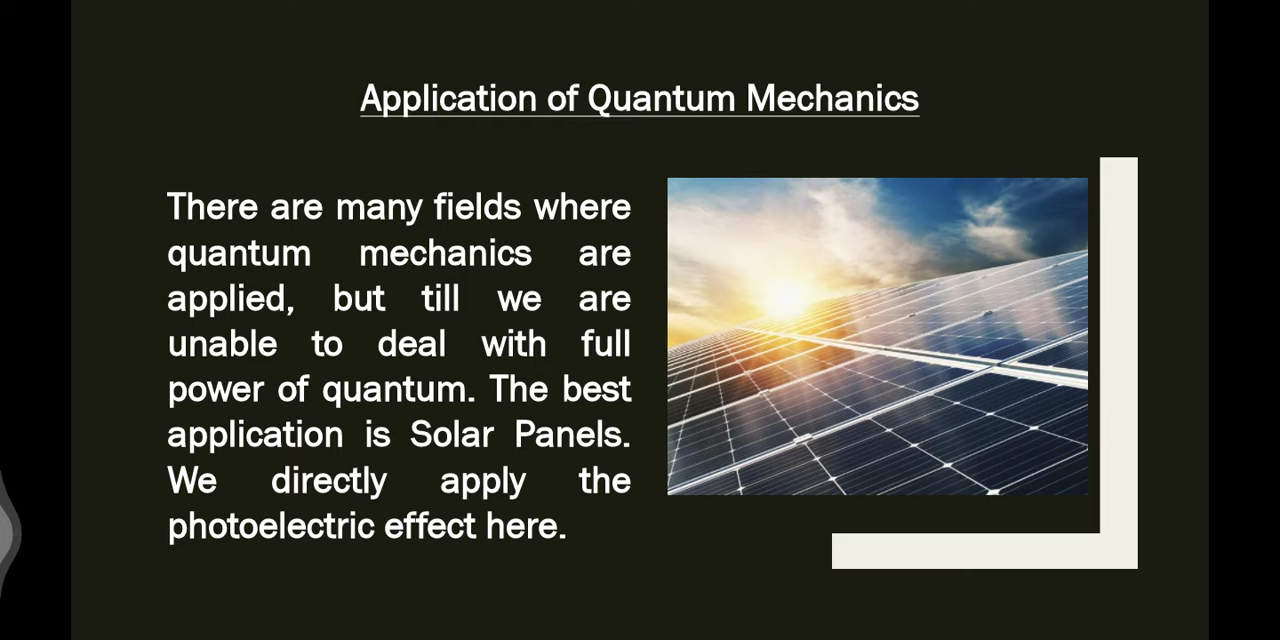 Application of Quantum Mechanics
There are many fields where
quantum mechanics are
applied, but till we are
unable to deal with full
power of quantum. The best
application is Solar Panels.
We directly apply the
photoelectric effect here.